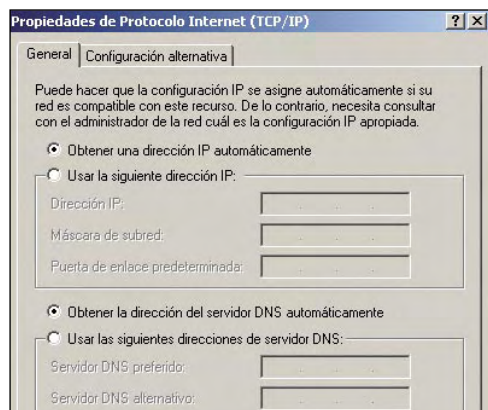 Propiedades de Protocolo Internet (TCP/IP)
General
Configuración alternativa
Puede hacer que la configuración IP se asigne automáticamente si su
red es compatible con este recurso. De lo contrario, necesita consultar
con el administrador de la red cuál es la configuración IP apropiada.
Obtener una dirección IP automáticamente
Usar la siguiente dirección IP:
Dirección IP:
Máscara de subred:
Puerta de enlace predeterminada:
Obtener la dirección del servidor DNS automáticamente
Usar las siguientes direcciones de servidor DNS:
Servidor DNS preferido:
Servidor DNS alternativo: